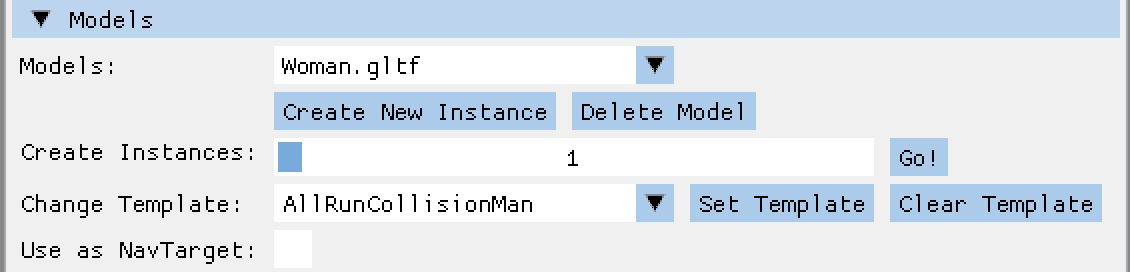 Models
Models: Woman.gltf
Create New Instance Delete Model
Create Instances: 1 Go!
Change Template: AllRunCollisionMan Set Template Clear Template
Use as NavTarget: